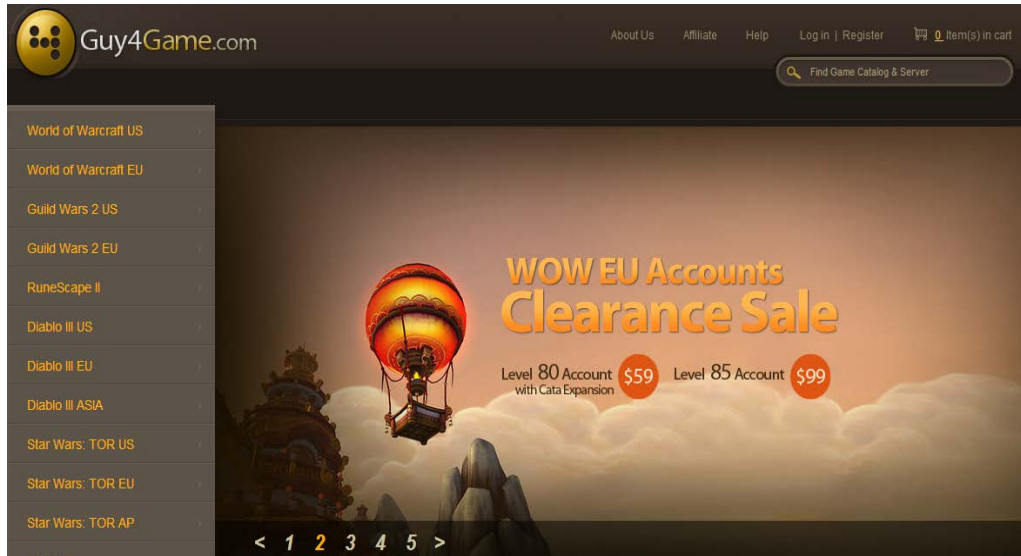 Guy4Game.com
About Us Affiliate Help Log in | Register 0 Item(s) in cart
Find Game Catalog & Server
World of Warcraft US
World of Warcraft EU
Guild Wars 2 US
Guild Wars 2 EU
RuneScape II
Diablo III US
Diablo III EU
Diablo III ASIA
Star Wars: TOR US
Star Wars: TOR EU
Star Wars: TOR AP
WOW EU Accounts
Clearance Sale
Level 80 Account $59 Level 85 Account $99
with Cata Expansion
< 1 2 3 4 5 >